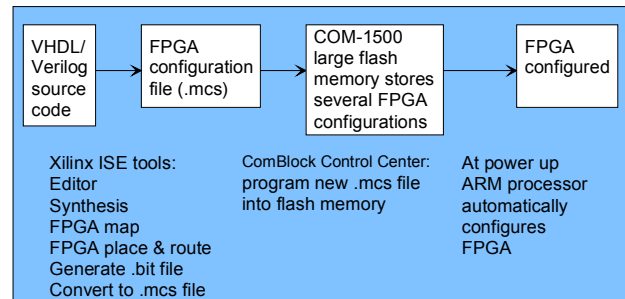 VHDL/
Verilog
source
code
FPGA
configuration
file (.mcs)
COM-1500
large flash
memory stores
several FPGA
configurations
FPGA
configured
Xilinx ISE tools:
Editor
Synthesis
FPGA map
FPGA place & route
Generate .bit file
Convert to .mcs file
ComBlock Control Center:
program new .mcs file
into flash memory
At power up
ARM processor
automatically
configures
FPGA